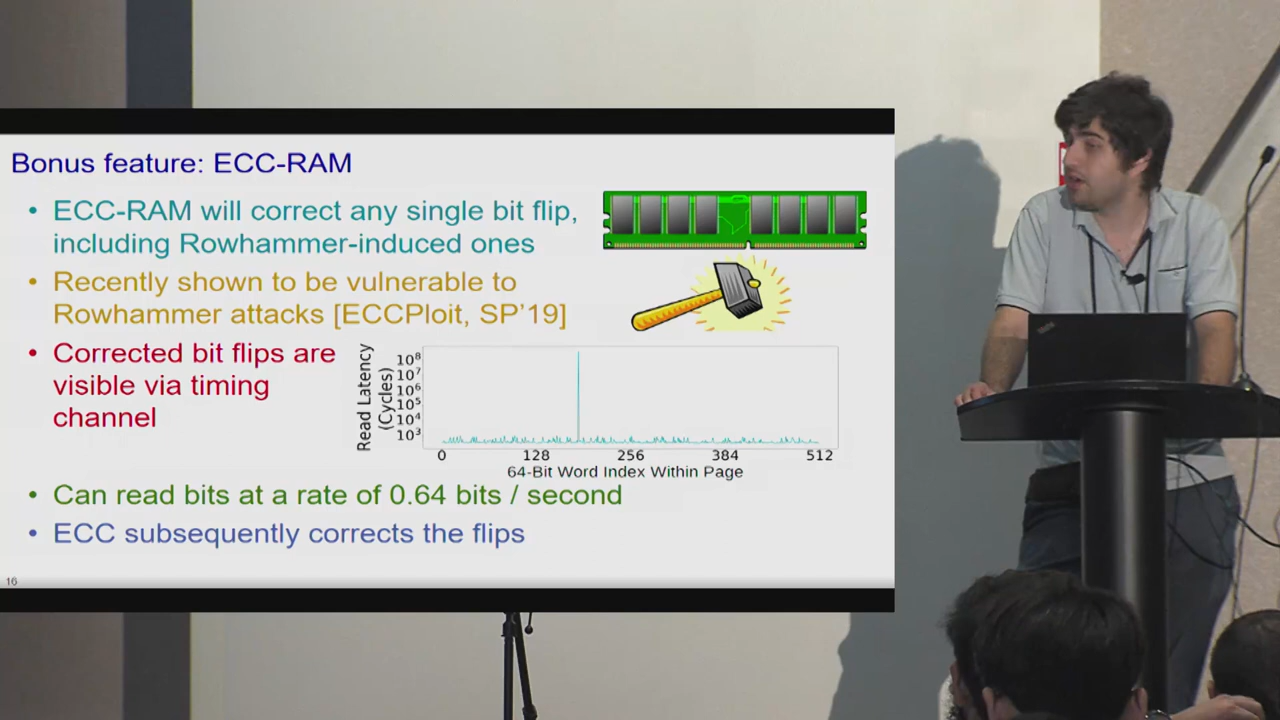 Bonus feature: ECC-RAM
• ECC-RAM will correct any single bit flip,
including Rowhammer-induced ones
• Recently shown to be vulnerable to
Rowhammer attacks [ECCPloit, SP'19]
• Corrected bit flips are
visible via timing
channel
Read Latency
(Cycles)
10⁸
10⁷
10⁶
10⁵
10⁴
10³
0 128 256 384 512
64-Bit Word Index Within Page
• Can read bits at a rate of 0.64 bits / second
• ECC subsequently corrects the flips
16